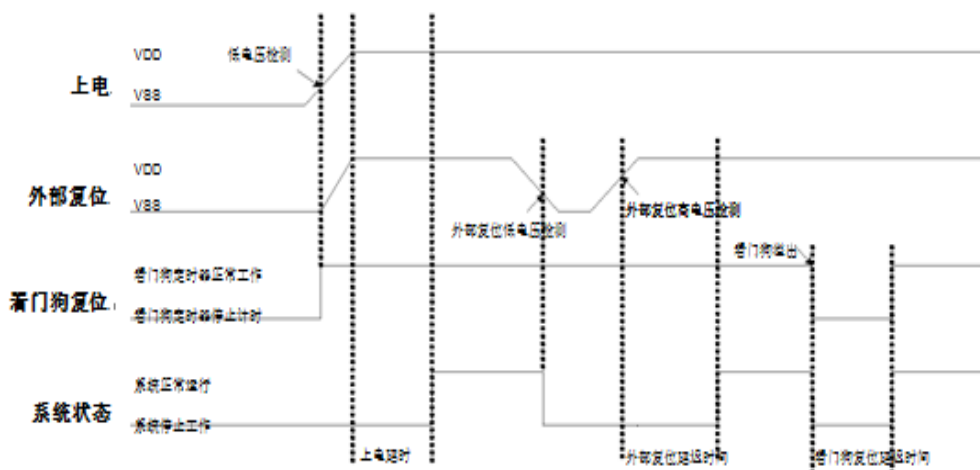 VDD
低电压检测
上电
VSS
VDD
外部复位
VSS
外部复位低电压检测
外部复位高电压检测
看门狗溢出
看门狗定时器正常工作
看门狗复位
看门狗定时器停止计时
系统正常运行
系统状态
系统停止工作
上电延时
外部复位延迟时间
看门狗复位延迟时间